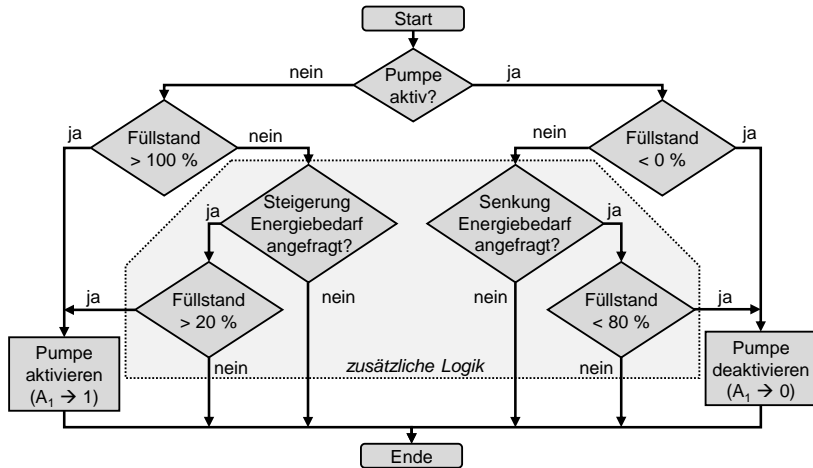 Start
nein
Pumpe
aktiv?
ja
ja
Füllstand
> 100 %
nein
nein
Füllstand
< 0 %
ja
Steigerung
Energiebedarf
angefragt?
ja
nein
Senkung
Energiebedarf
angefragt?
ja
nein
ja
Füllstand
> 20 %
nein
Füllstand
< 80 %
ja
nein
zusätzliche Logik
Pumpe
aktivieren
(A₁ → 1)
Pumpe
deaktivieren
(A₁ → 0)
Ende